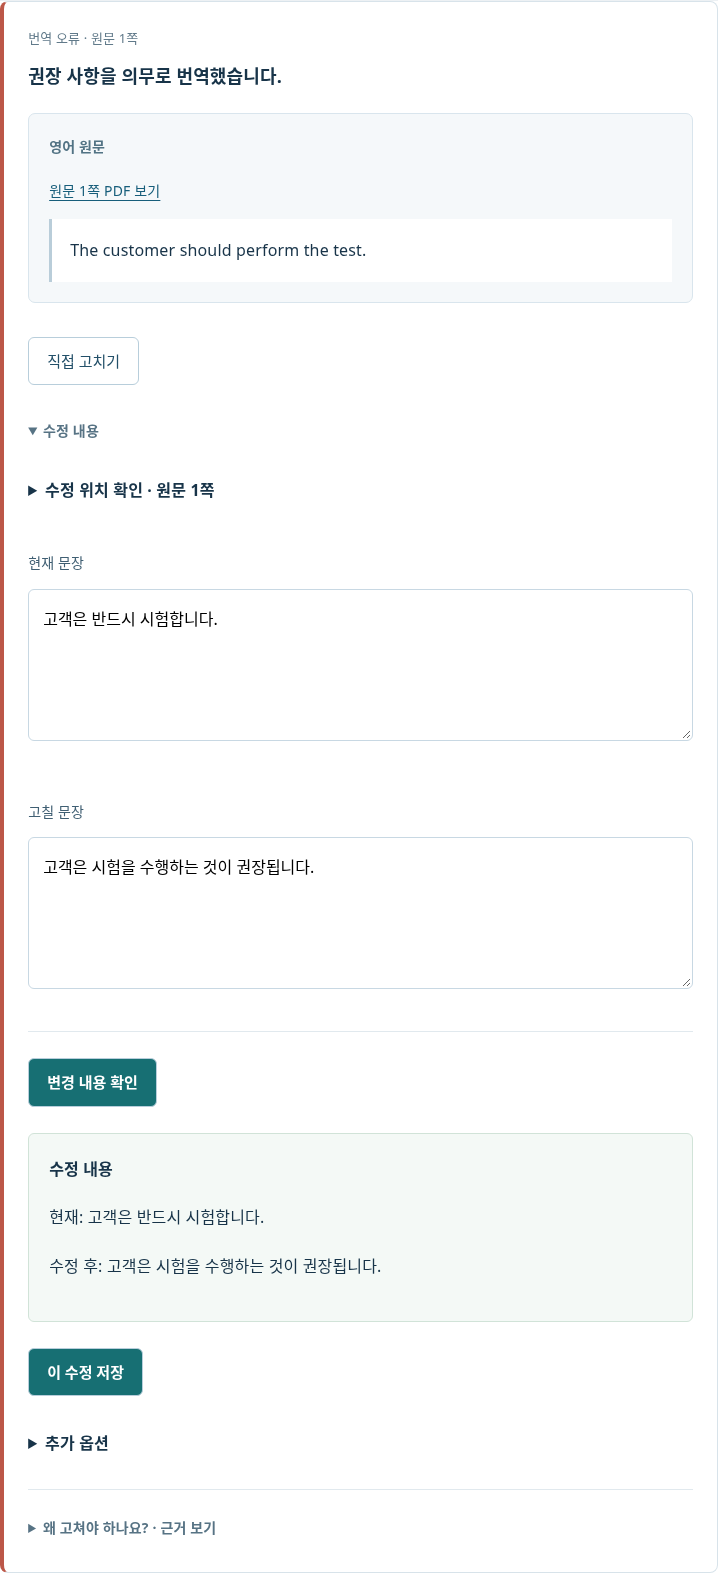 번역 오류 · 원문 1쪽
권장 사항을 의무로 번역했습니다.
영어 원문
원문 1쪽 PDF 보기
The customer should perform the test.
직접 고치기
▼ 수정 내용
▶ 수정 위치 확인 · 원문 1쪽
현재 문장
고객은 반드시 시험합니다.
고칠 문장
고객은 시험을 수행하는 것이 권장됩니다.
변경 내용 확인
수정 내용
현재: 고객은 반드시 시험합니다.
수정 후: 고객은 시험을 수행하는 것이 권장됩니다.
이 수정 저장
▶ 추가 옵션
▶ 왜 고쳐야 하나요? · 근거 보기